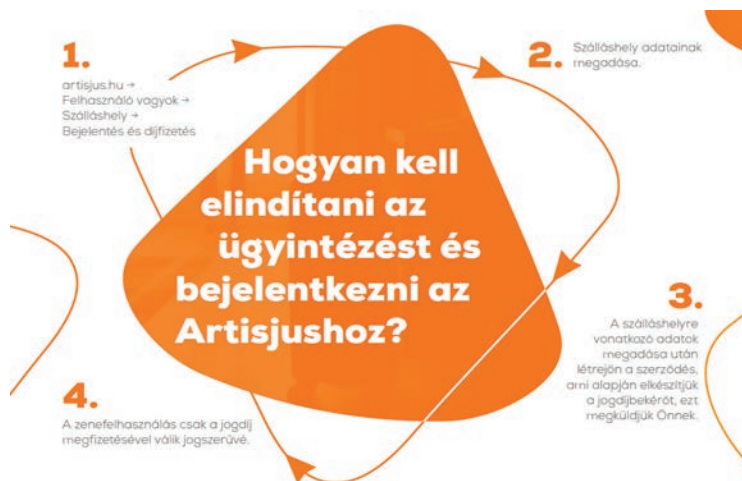 1.
artisjus.hu →
Felhasználó vagyok →
Szálláshely →
Bejelentés és díjfizetés
2.
Szálláshely adatainak
megadása.
Hogyan kell
elindítani az
ügyintézést és
bejelentkezni az
Artisjushoz?
3.
A szálláshelyre
vonatkozó adatok
megadása után
létrejön a szerződés,
ami alapján elkészítjük
a jogdíjbekérőt, ezt
megküldjük Önnek.
4.
A zenefelhasználás csak a jogdíj
megfizetésével válik jogszerűvé.